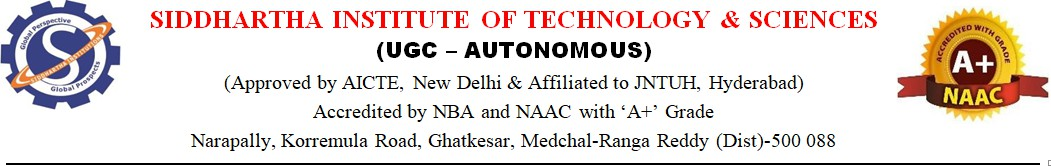 SIDDHARTHA INSTITUTE OF TECHNOLOGY & SCIENCES
(UGC – AUTONOMOUS)
(Approved by AICTE, New Delhi & Affiliated to JNTUH, Hyderabad)
Accredited by NBA and NAAC with ‘A+’ Grade
Narapally, Korremula Road, Ghatkesar, Medchal-Ranga Reddy (Dist)-500 088
Global Perspective
SIDDHARTHA INSTITUTIONS
Global Prospects
ACCREDITED WITH GRADE
A+
NAAC